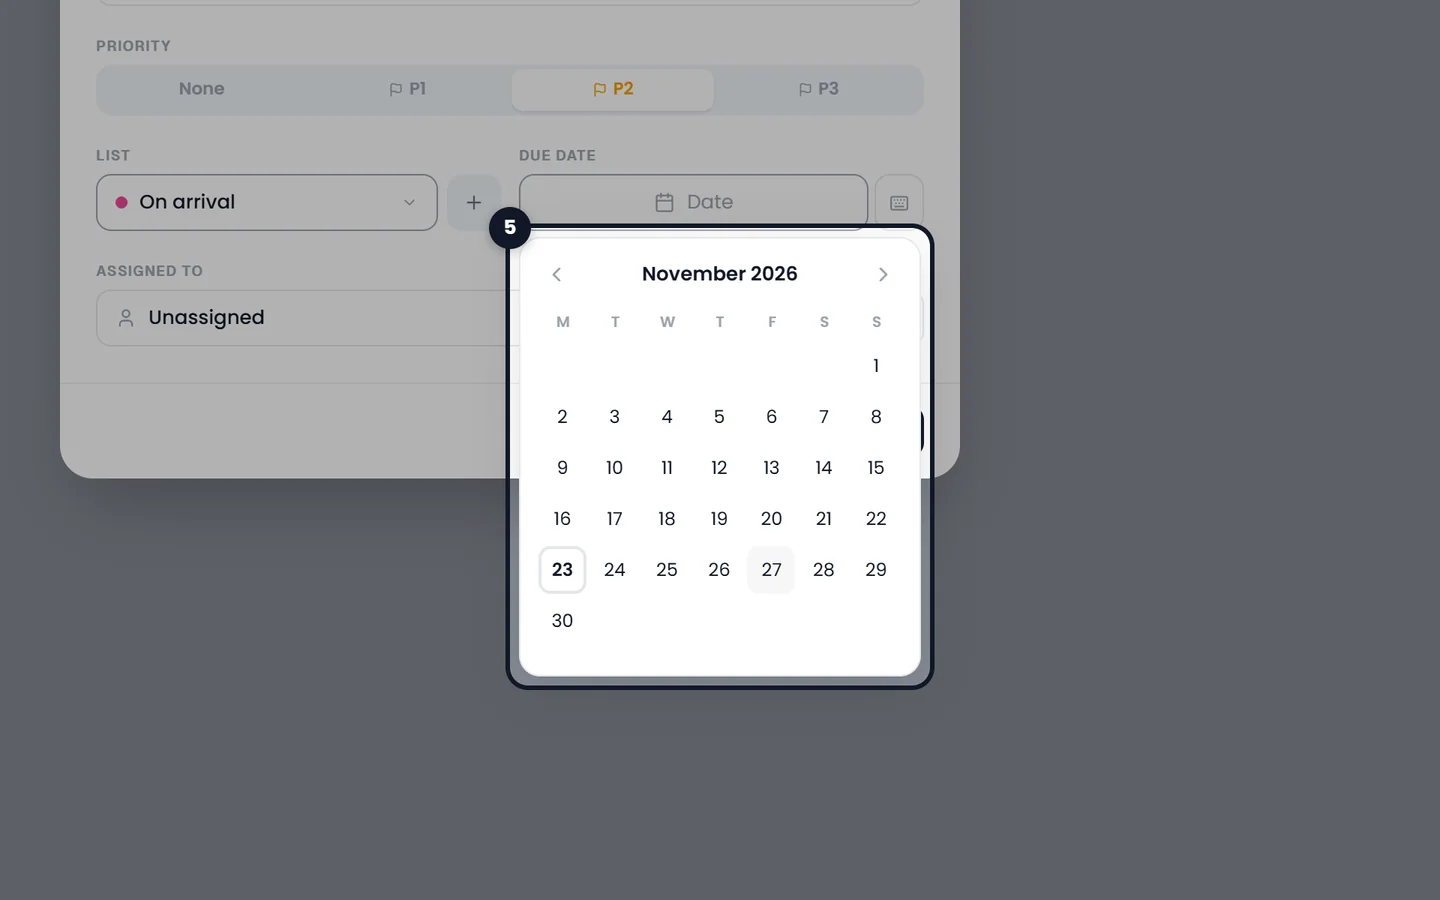 PRIORITY
None P1 P2 P3
LIST
DUE DATE
On arrival
Date
5
ASSIGNED TO
Unassigned
November 2026
M T W T F S S
1
2 3 4 5 6 7 8
9 10 11 12 13 14 15
16 17 18 19 20 21 22
23 24 25 26 27 28 29
30